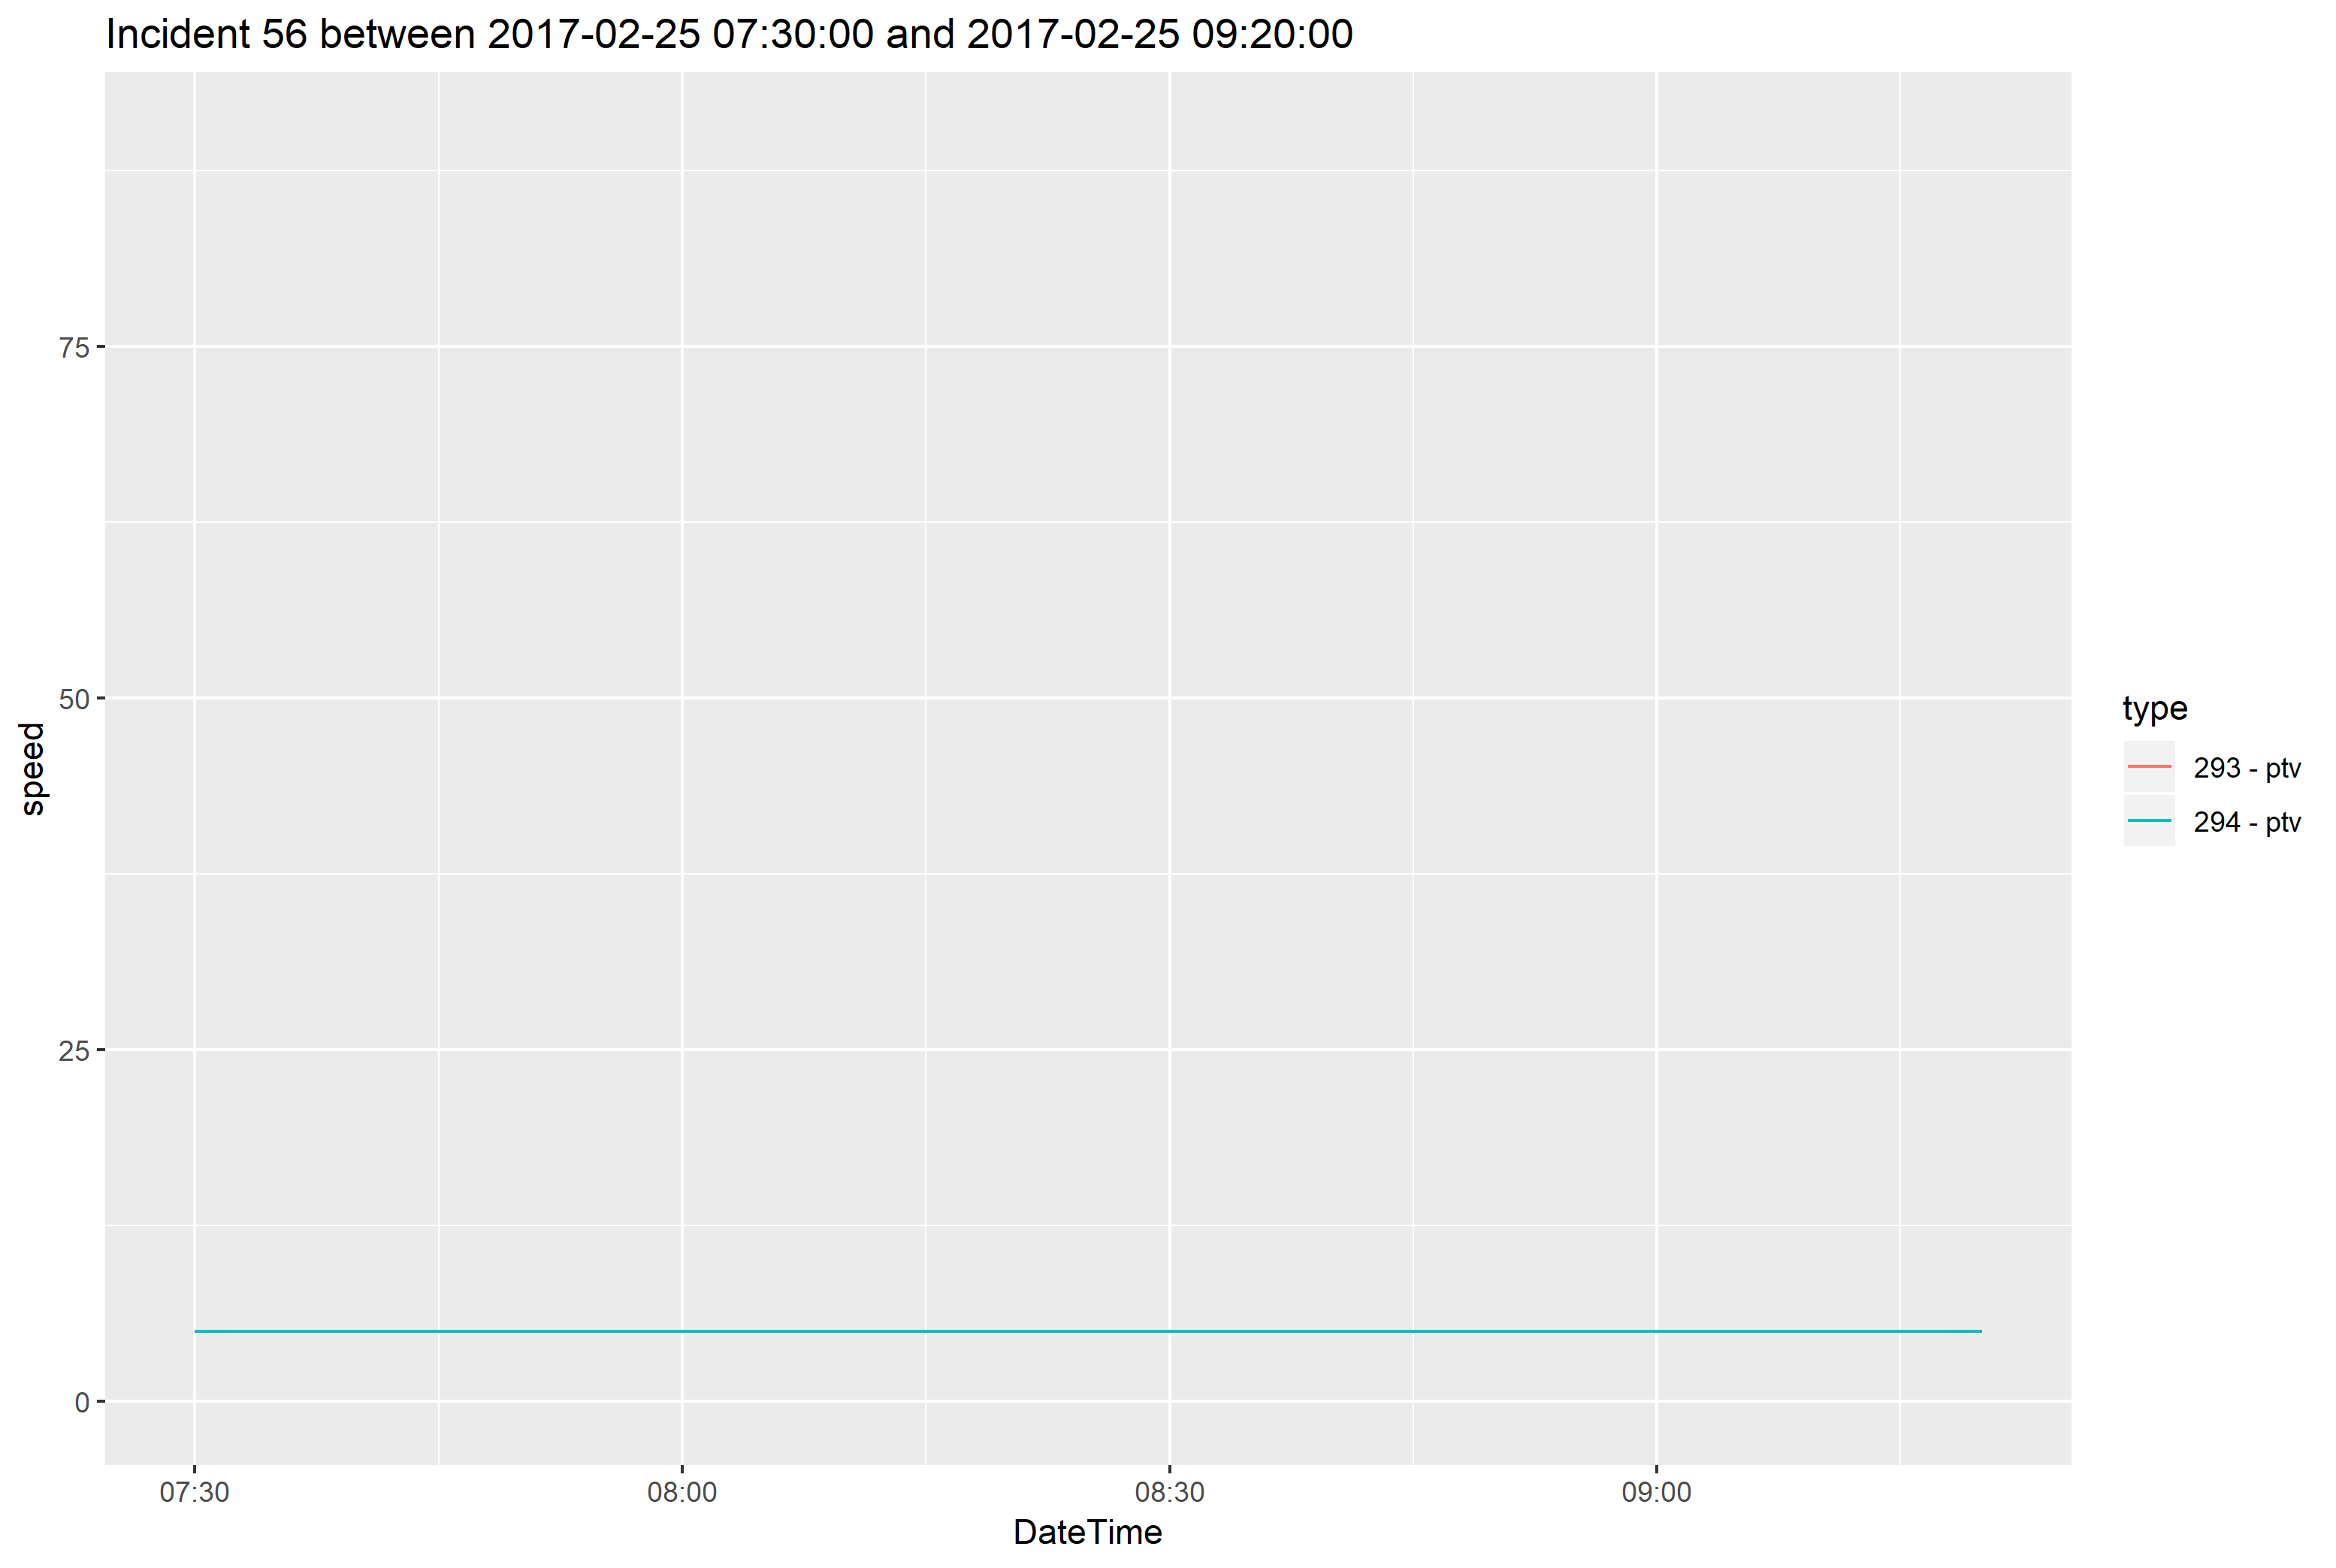 Incident 56 between 2017-02-25 07:30:00 and 2017-02-25 09:20:00
75
50
25
0
speed
07:30 08:00 08:30 09:00
DateTime
type
293 - ptv
294 - ptv